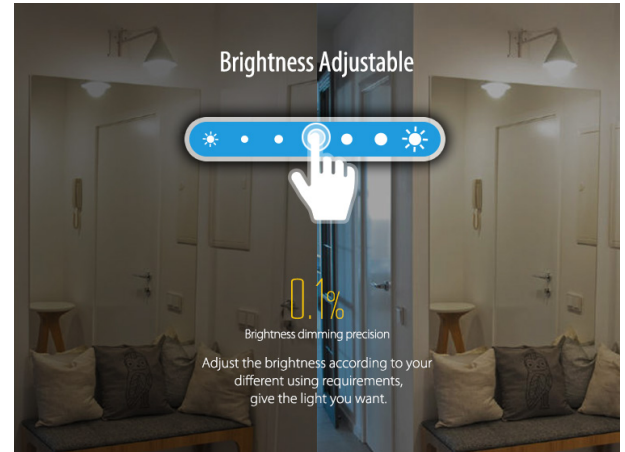 Brightness Adjustable
0.1%
Brightness dimming precision
Adjust the brightness according to your
different using requirements,
give the light you want.